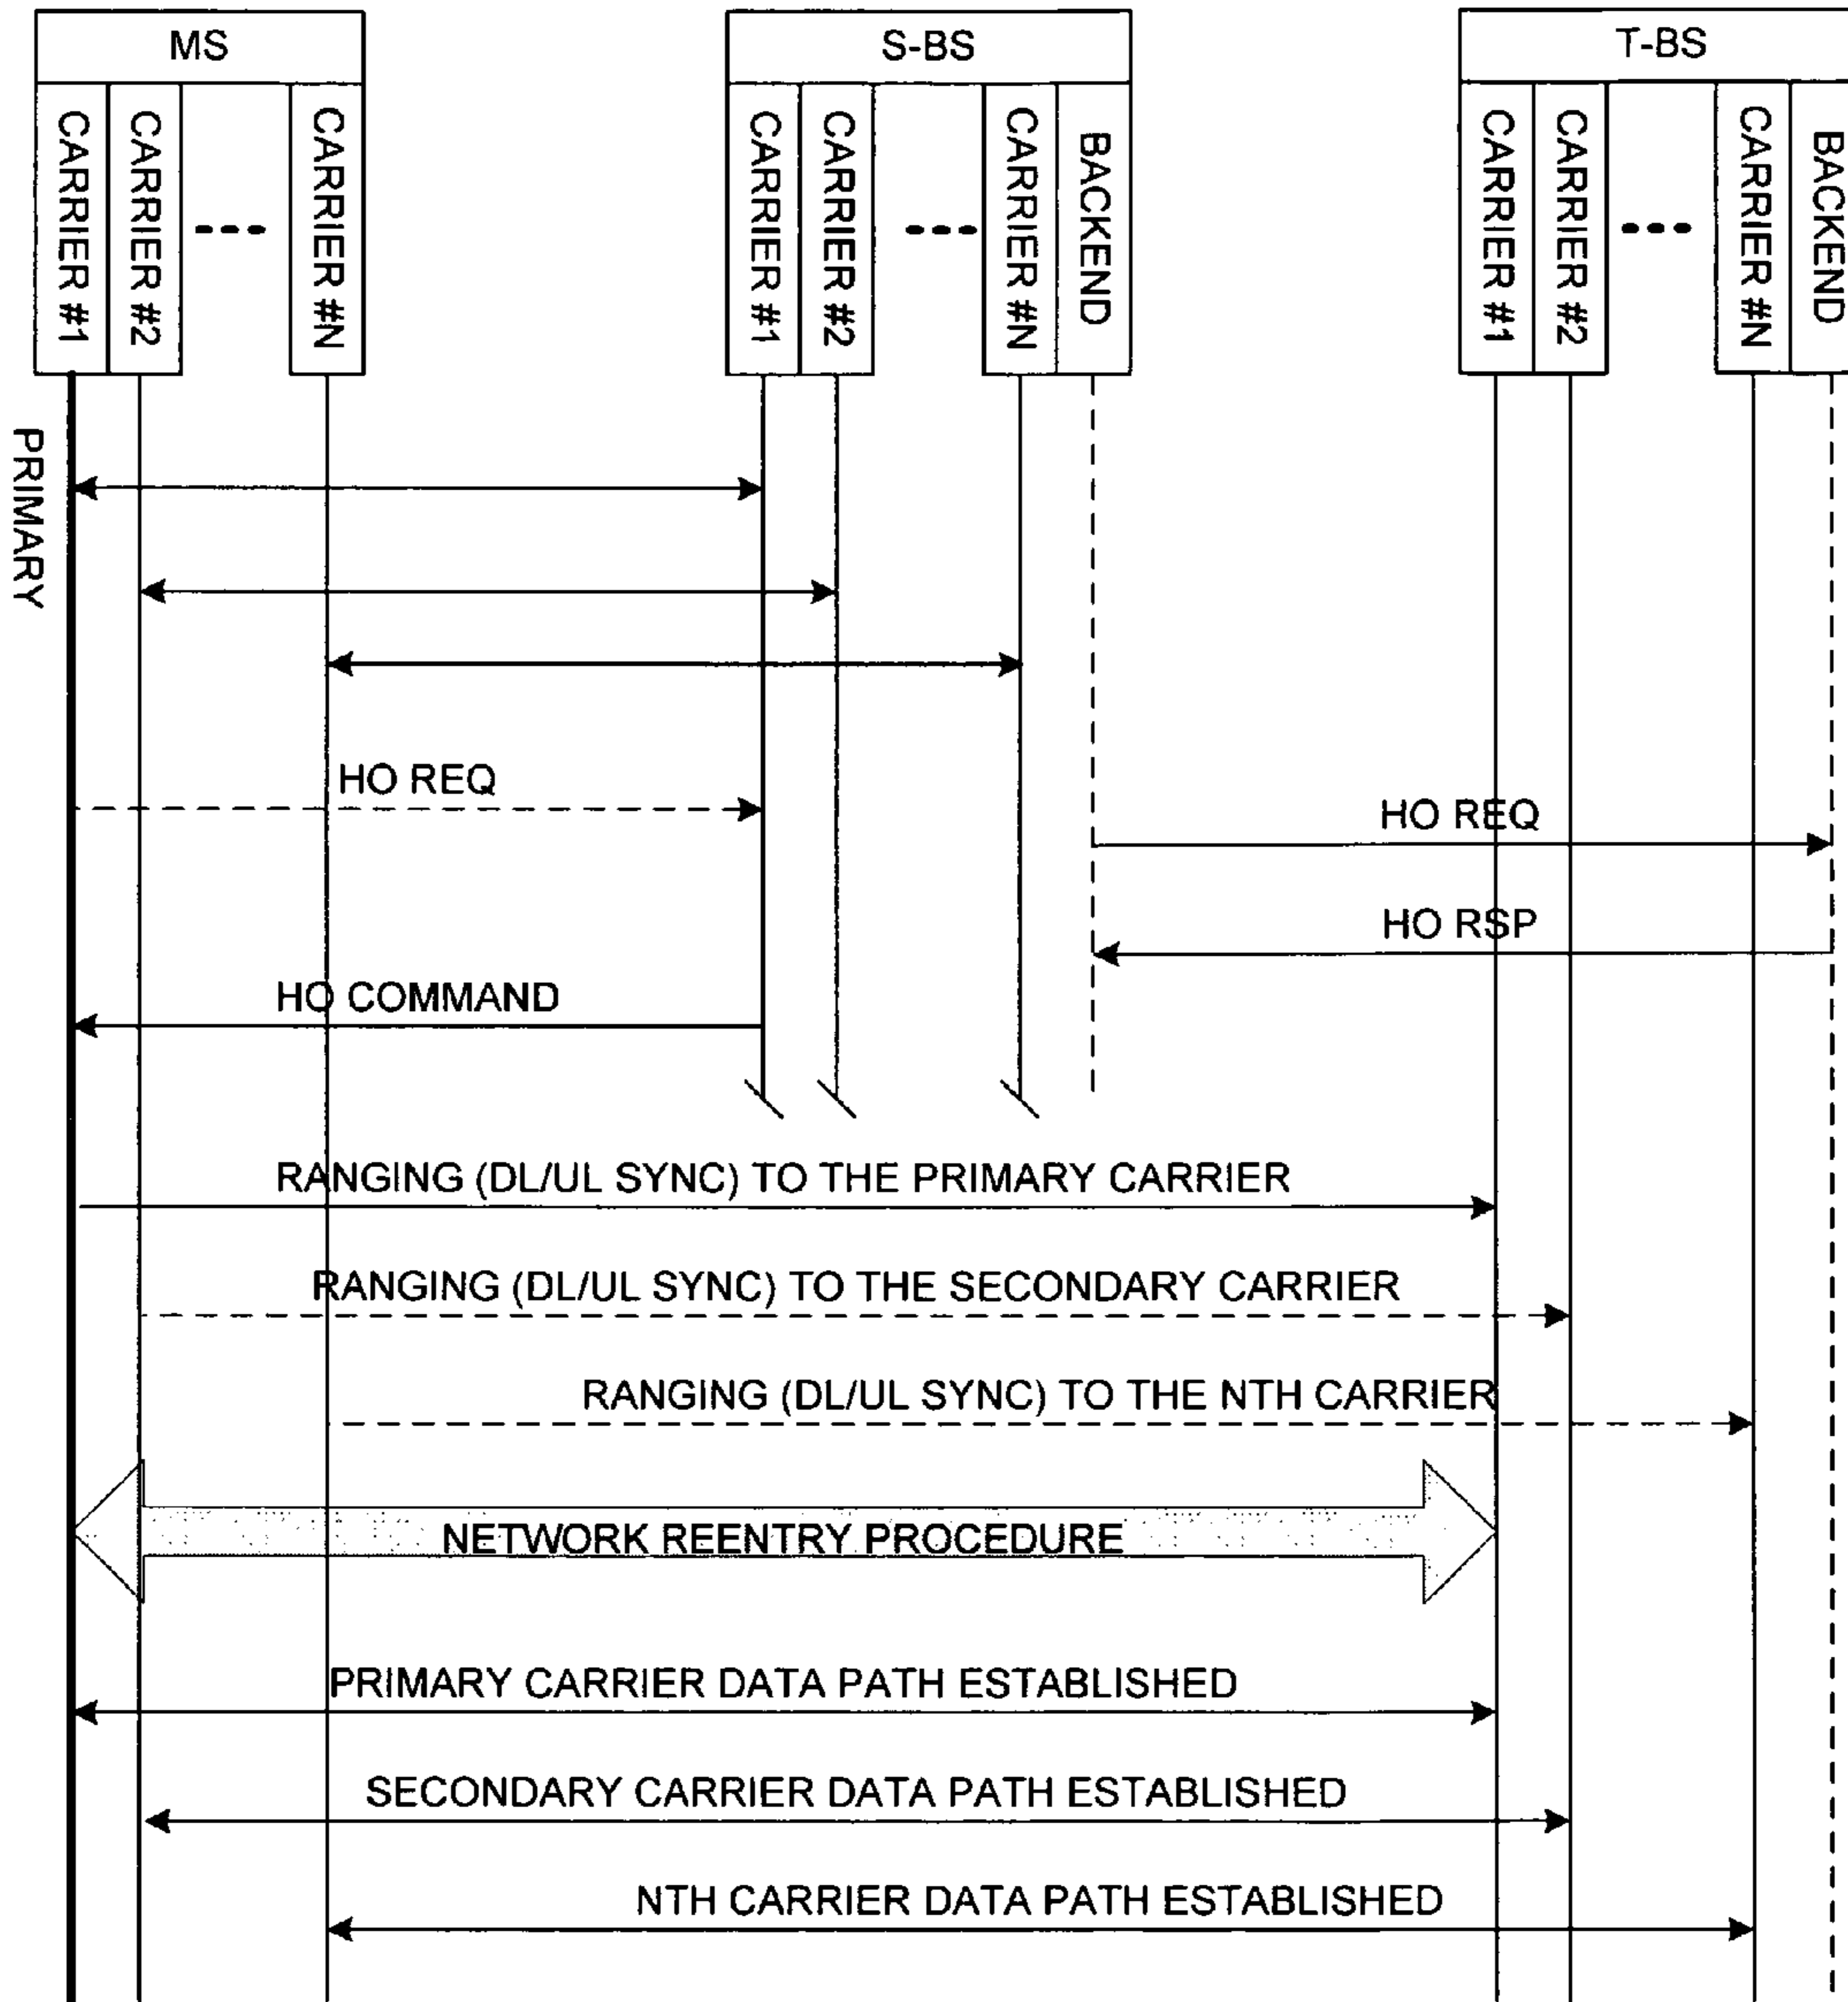 MS
S-BS
T-BS
CARRIER #1
CARRIER #2
CARRIER #N
CARRIER #1
CARRIER #2
CARRIER #N
BACKEND
CARRIER #1
CARRIER #2
CARRIER #N
BACKEND
PRIMARY
HO REQ
HO REQ
HO RSP
HO COMMAND
RANGING (DL/UL SYNC) TO THE PRIMARY CARRIER
RANGING (DL/UL SYNC) TO THE SECONDARY CARRIER
RANGING (DL/UL SYNC) TO THE NTH CARRIER
NETWORK REENTRY PROCEDURE
PRIMARY CARRIER DATA PATH ESTABLISHED
SECONDARY CARRIER DATA PATH ESTABLISHED
NTH CARRIER DATA PATH ESTABLISHED